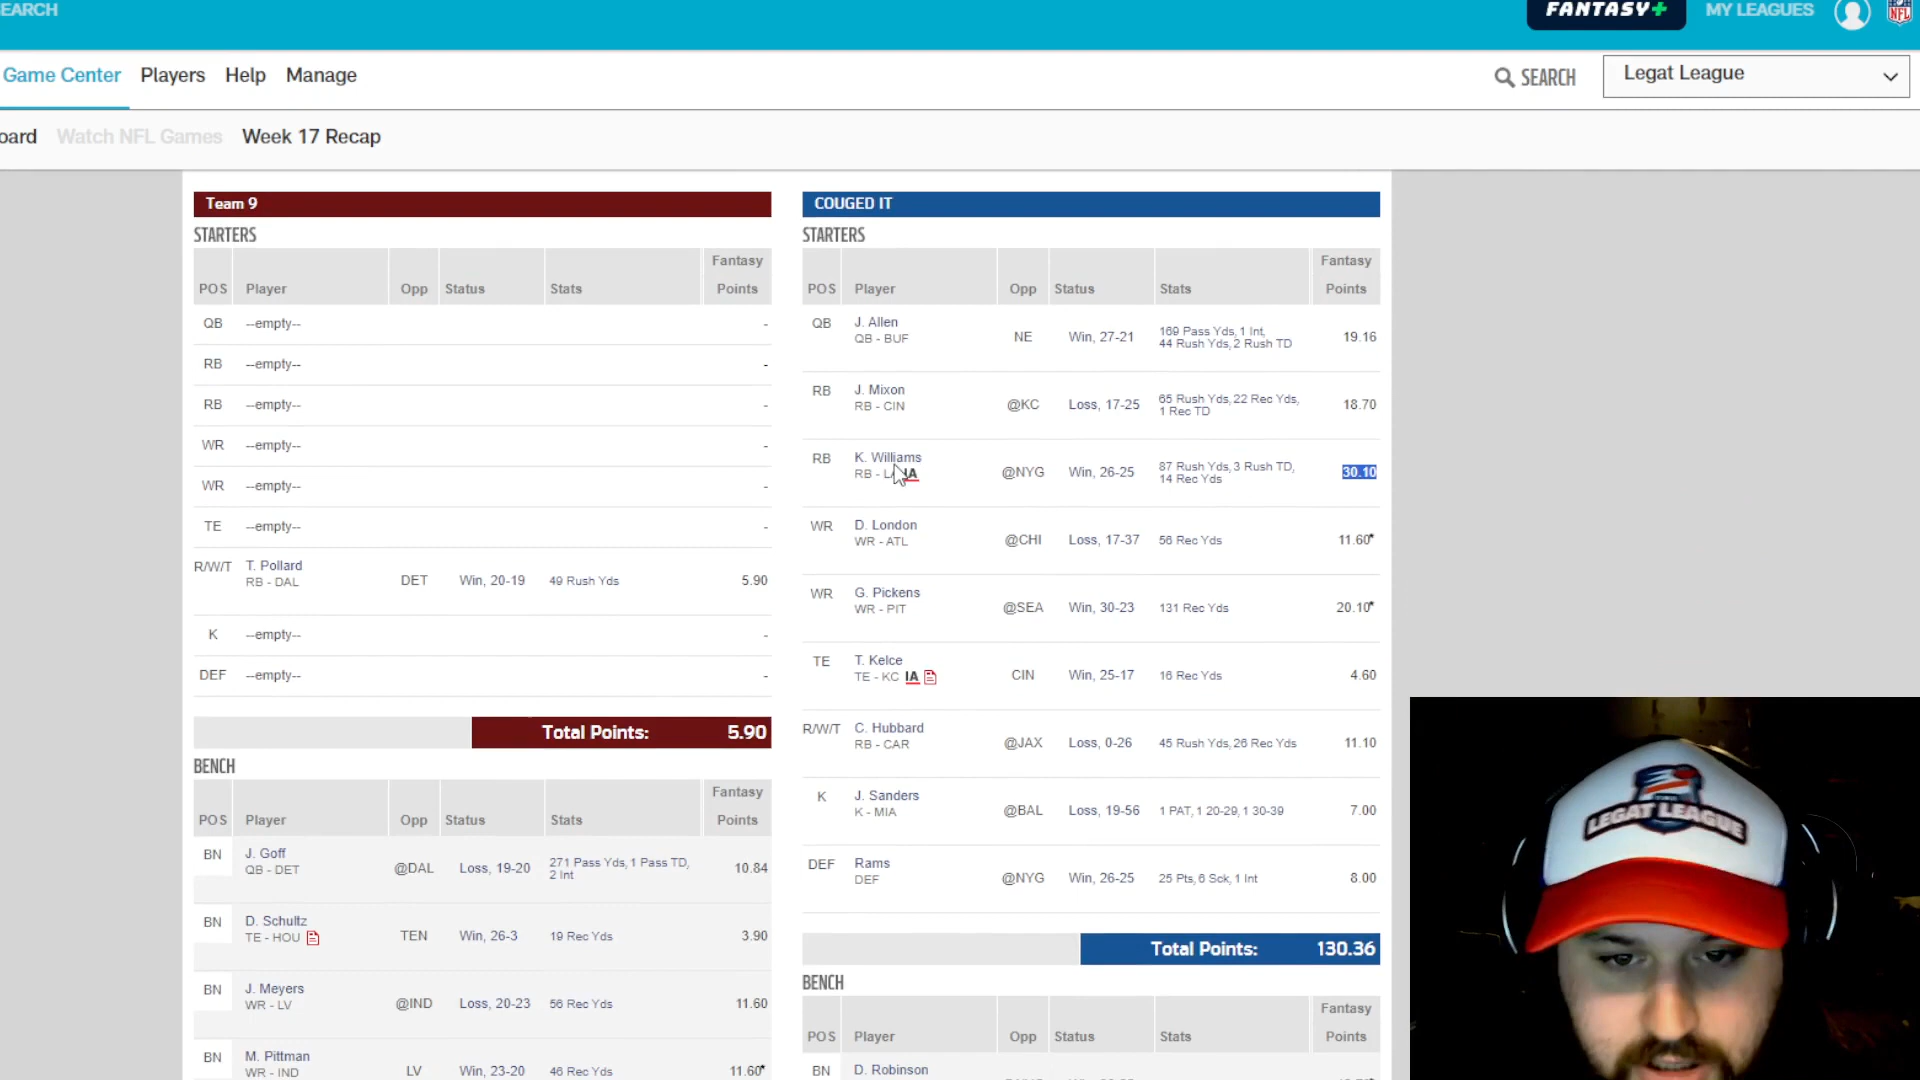 EARCH
FANTASY+
MY LEAGUES
NFL
Game Center Players Help Manage
SEARCH
Legat League
oard Watch NFL Games Week 17 Recap
Team 9
STARTERS
POS Player Opp Status Stats Fantasy Points
QB --empty-- -
RB --empty-- -
RB --empty-- -
WR --empty-- -
WR --empty-- -
TE --empty-- -
R/W/T T. Pollard DET Win, 20-19 49 Rush Yds 5.90
RB - DAL
K --empty-- -
DEF --empty-- -
Total Points: 5.90
BENCH
POS Player Opp Status Stats Fantasy Points
BN J. Goff @DAL Loss, 19-20 271 Pass Yds, 1 Pass TD, 10.84
QB - DET 2 Int
BN D. Schultz TEN Win, 26-3 19 Rec Yds 3.90
TE - HOU
BN J. Meyers @IND Loss, 20-23 56 Rec Yds 11.60
WR - LV
BN M. Pittman LV Win, 23-20 46 Rec Yds 11.60*
WR - IND
COUGED IT
STARTERS
POS Player Opp Status Stats Fantasy Points
QB J. Allen NE Win, 27-21 169 Pass Yds, 1 Int, 19.16
QB - BUF 44 Rush Yds, 2 Rush TD
RB J. Mixon @KC Loss, 17-25 65 Rush Yds, 22 Rec Yds, 18.70
RB - CIN 1 Rec TD
RB K. Williams @NYG Win, 26-25 87 Rush Yds, 3 Rush TD, 30.10
RB - LA IA 14 Rec Yds
WR D. London @CHI Loss, 17-37 56 Rec Yds 11.60*
WR - ATL
WR G. Pickens @SEA Win, 30-23 131 Rec Yds 20.10*
WR - PIT
TE T. Kelce CIN Win, 25-17 16 Rec Yds 4.60
TE - KC IA
R/W/T C. Hubbard @JAX Loss, 0-26 45 Rush Yds, 26 Rec Yds 11.10
RB - CAR
K J. Sanders @BAL Loss, 19-56 1 PAT, 1 20-29, 1 30-39 7.00
K - MIA
DEF Rams @NYG Win, 26-25 25 Pts, 6 Sck, 1 Int 8.00
DEF
Total Points: 130.36
BENCH
POS Player Opp Status Stats Fantasy Points
BN D. Robinson
LEGAT LEAGUE